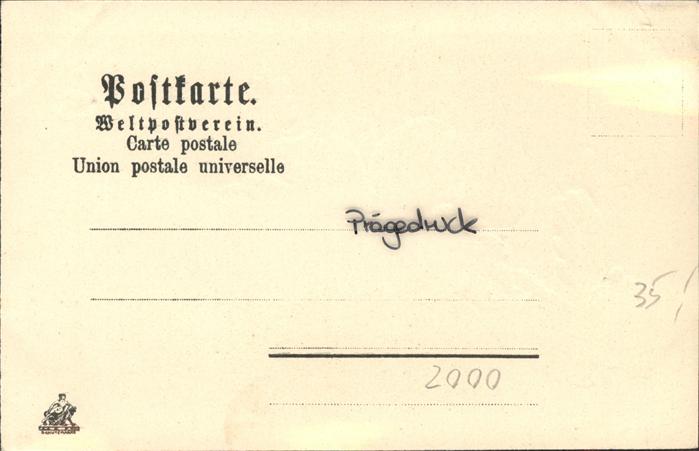 Postkarte.
Weltpostverein.
Carte postale
Union postale universelle
Prägedruck
35
2000